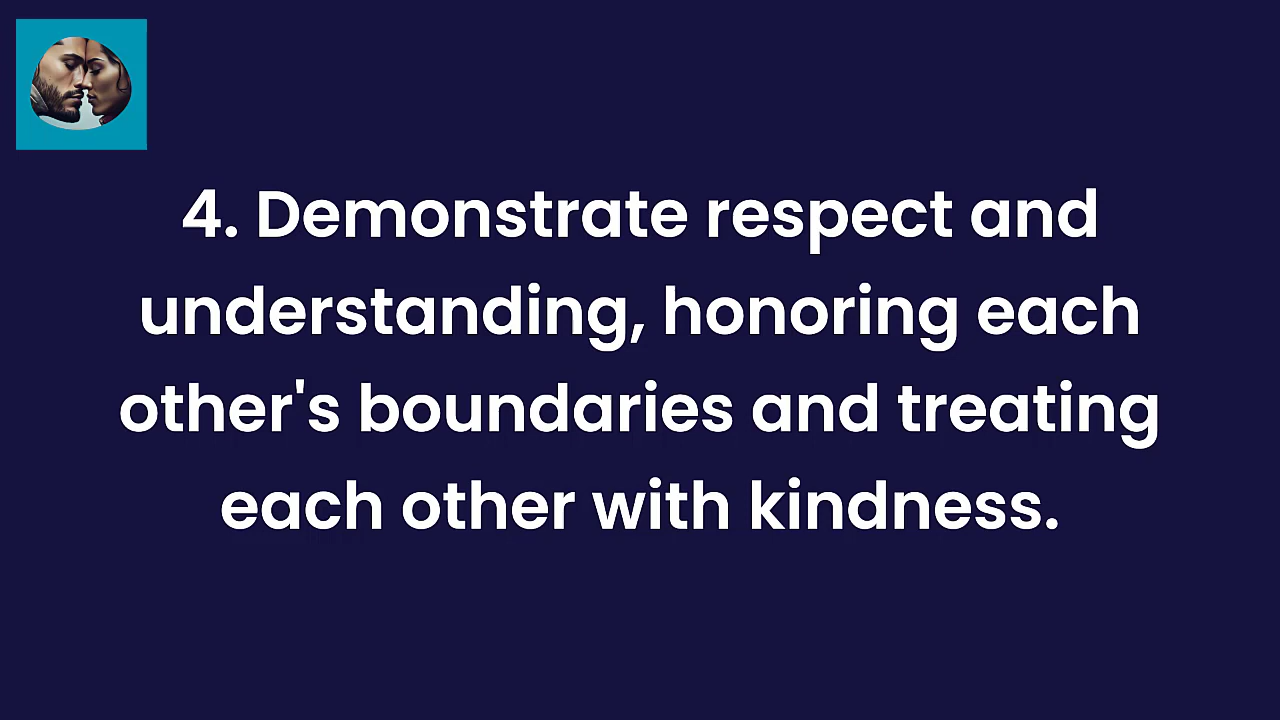 4. Demonstrate respect and
understanding, honoring each
other's boundaries and treating
each other with kindness.